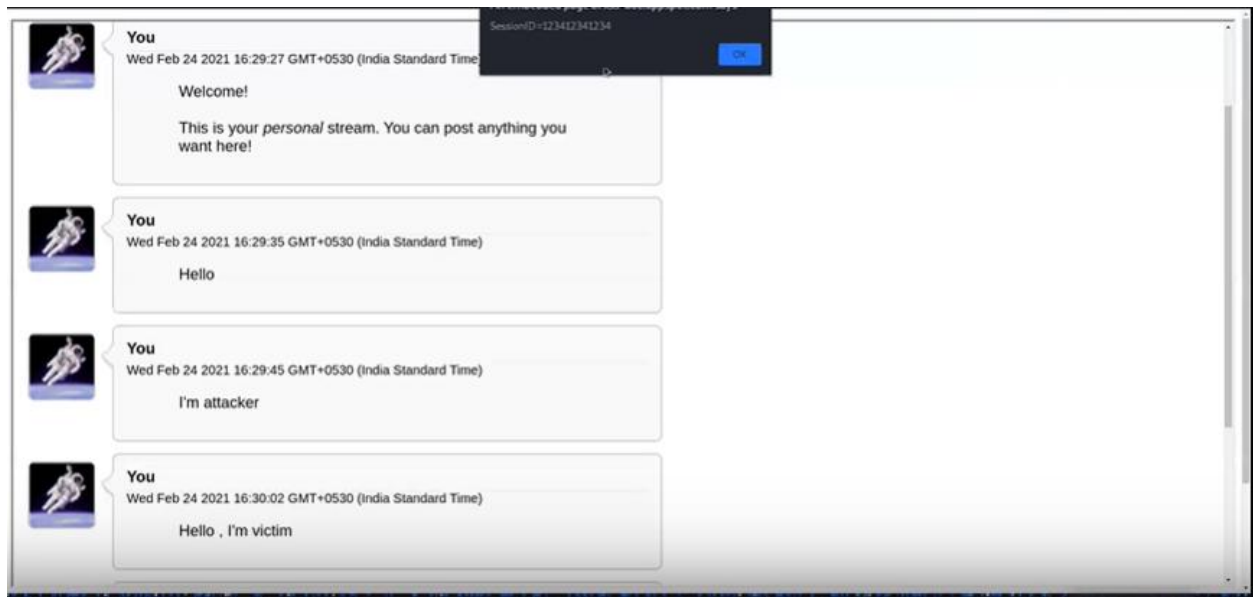 SessionID=123412341234
OK
You
Wed Feb 24 2021 16:29:27 GMT+0530 (India Standard Time
Welcome!
This is your personal stream. You can post anything you
want here!
You
Wed Feb 24 2021 16:29:35 GMT+0530 (India Standard Time)
Hello
You
Wed Feb 24 2021 16:29:45 GMT+0530 (India Standard Time)
I'm attacker
You
Wed Feb 24 2021 16:30:02 GMT+0530 (India Standard Time)
Hello , I'm victim